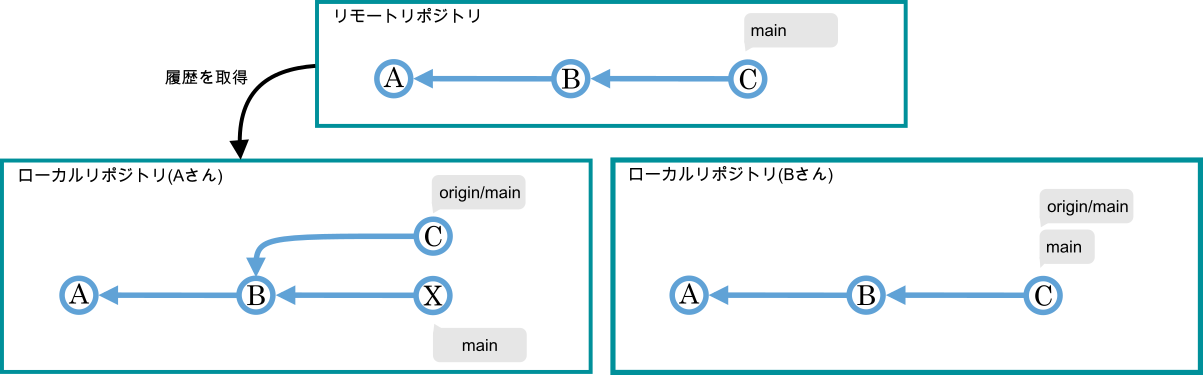 リモートリポジトリ
main
履歴を取得
A
B
C
ローカルリポジトリ(Aさん)
origin/main
C
A
B
X
main
ローカルリポジトリ(Bさん)
origin/main
main
A
B
C